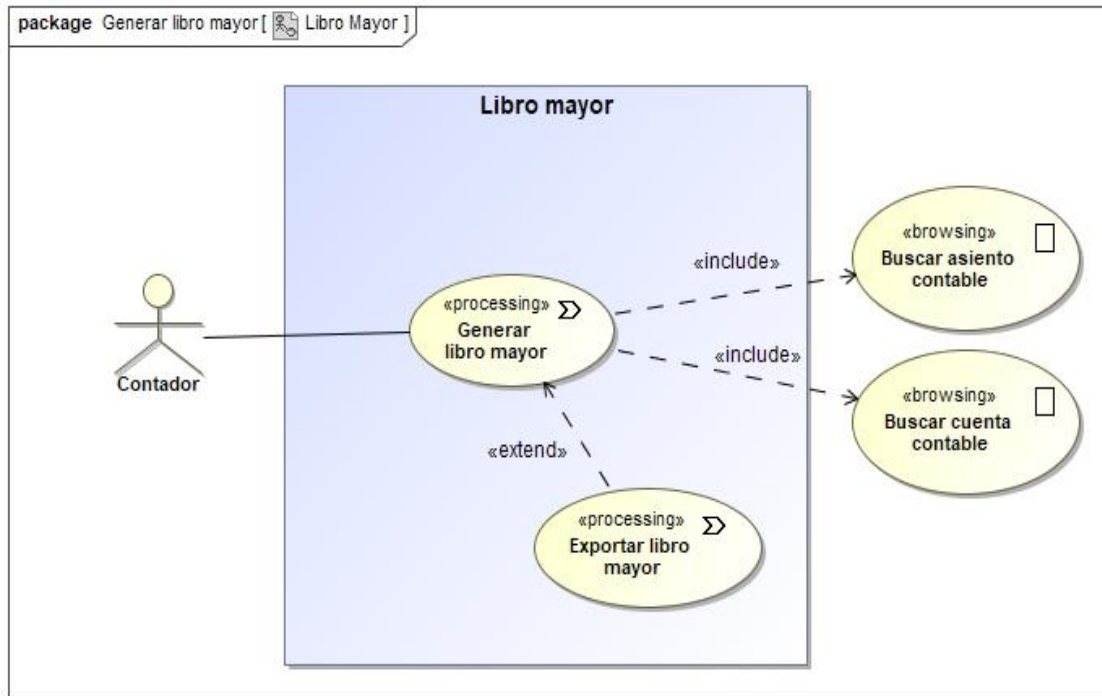 package Generar libro mayor [ Libro Mayor ]
Libro mayor
«browsing»
Buscar asiento
contable
«include»
«processing»
Generar
libro mayor
«include»
Contador
«browsing»
Buscar cuenta
contable
«extend»
«processing»
Exportar libro
mayor